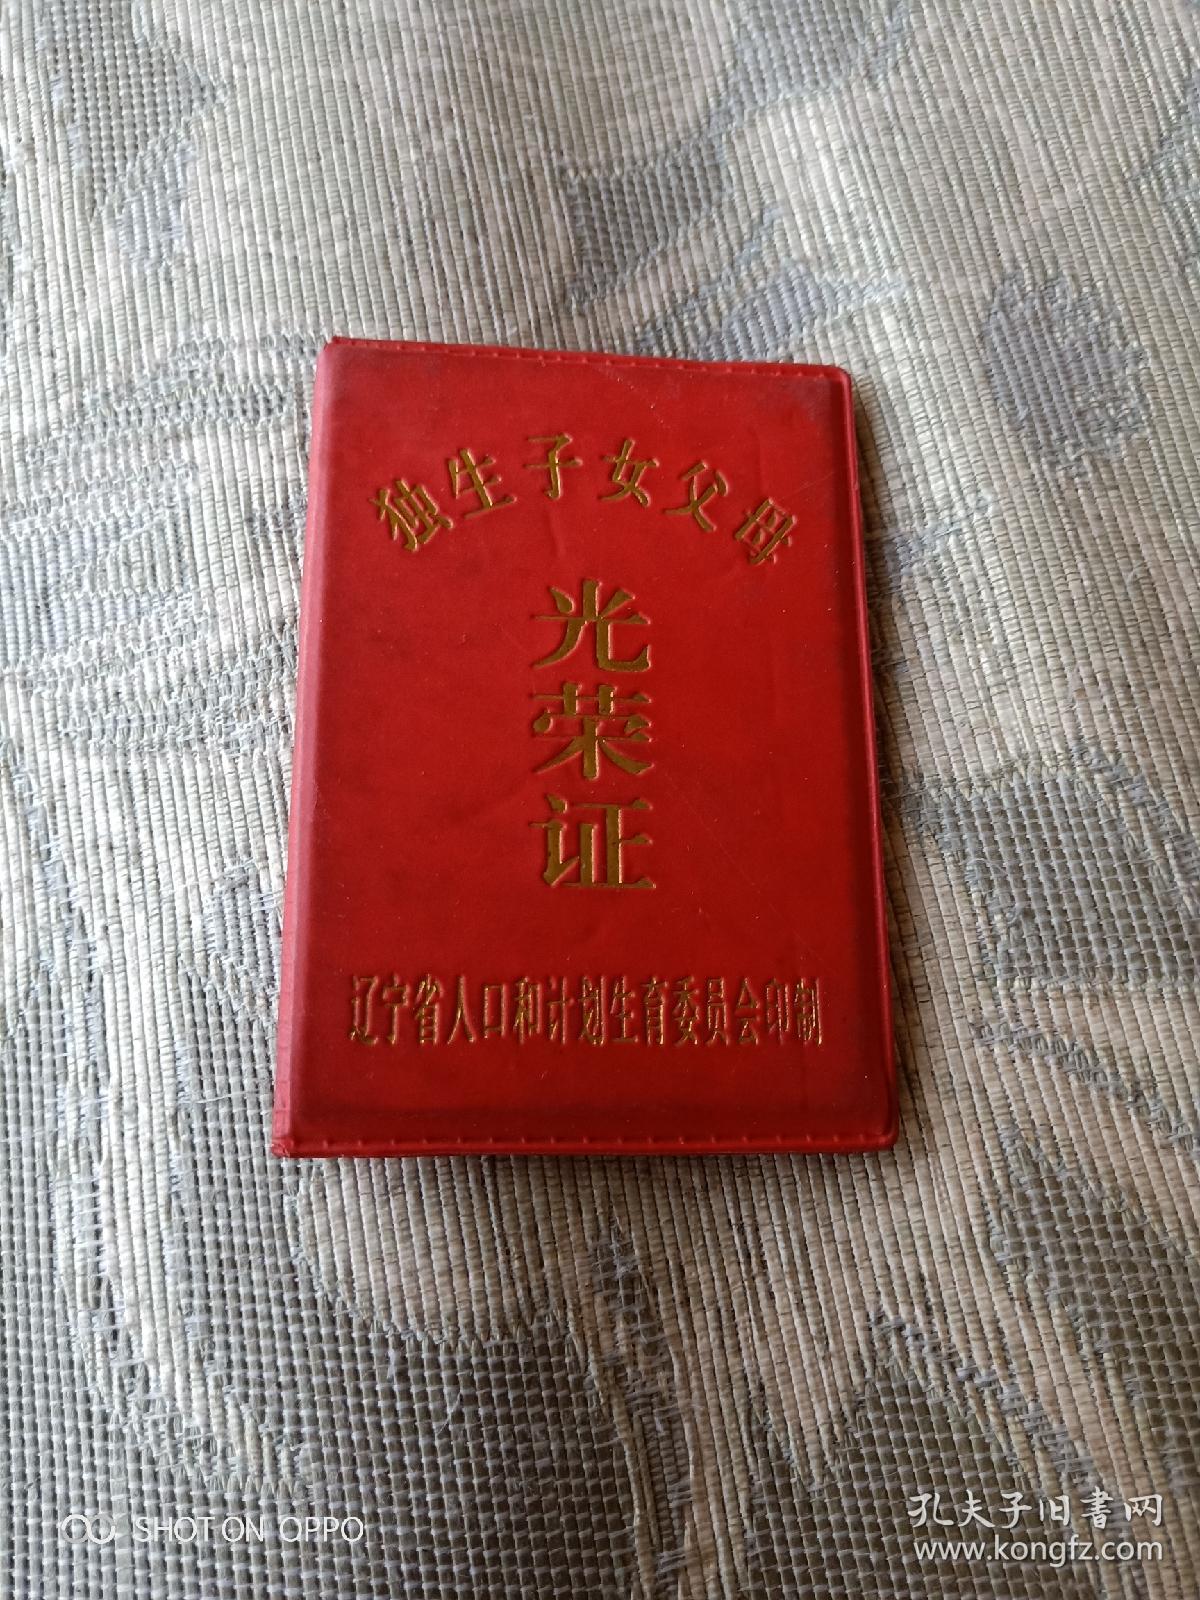 独生子女父母
光荣证
辽宁省人口和计划生育委员会印制
SHOT ON OPPO
孔夫子旧書网
www.kongfz.com